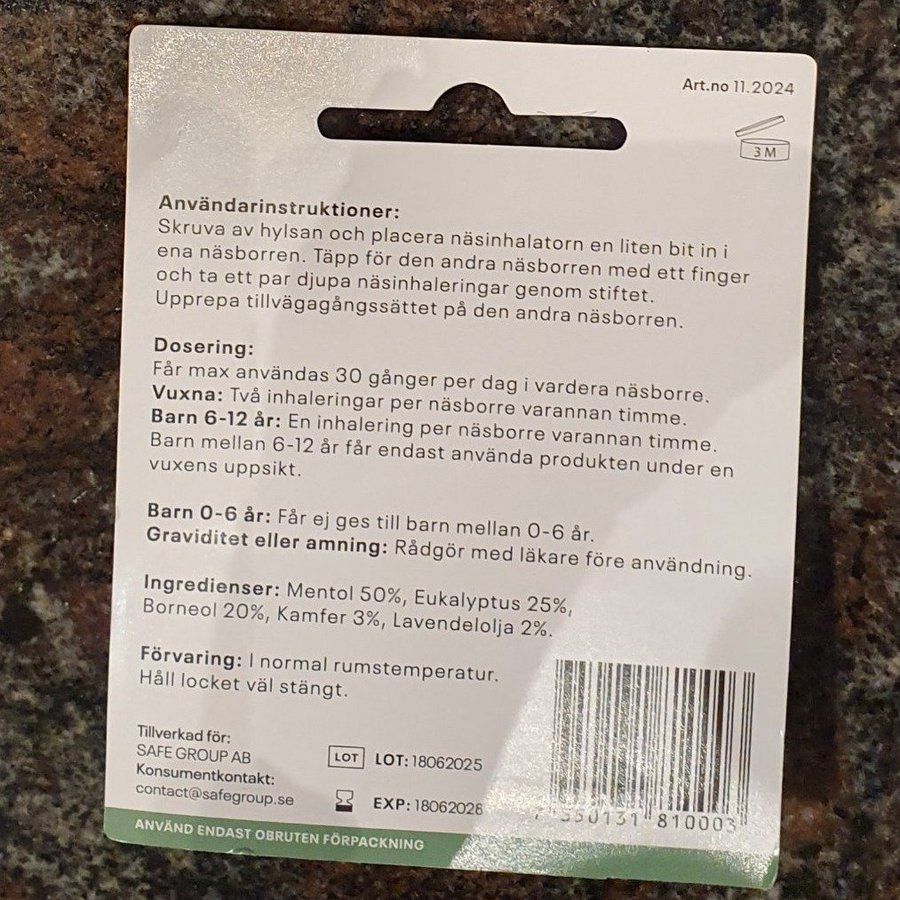 Art.no 11.2024
3 M
Användarinstruktioner:
Skruva av hylsan och placera näsinhalatorn en liten bit in i
ena näsborren. Täpp för den andra näsborren med ett finger
och ta ett par djupa näsinhaleringar genom stiftet.
Upprepa tillvägagångssättet på den andra näsborren.
Dosering:
Får max användas 30 gånger per dag i vardera näsborre.
Vuxna: Två inhaleringar per näsborre varannan timme.
Barn 6-12 år: En inhalering per näsborre varannan timme.
Barn mellan 6-12 år får endast använda produkten under en
vuxens uppsikt.
Barn 0-6 år: Får ej ges till barn mellan 0-6 år.
Graviditet eller amning: Rådgör med läkare före användning.
Ingredienser: Mentol 50%, Eukalyptus 25%,
Borneol 20%, Kamfer 3%, Lavendelolja 2%.
Förvaring: I normal rumstemperatur.
Håll locket väl stängt.
Tillverkad för:
SAFE GROUP AB
Konsumentkontakt:
contact@safegroup.se
LOT LOT: 18062025
EXP: 18062028
810003
ANVÄND ENDAST OBRUTEN FÖRPACKNING